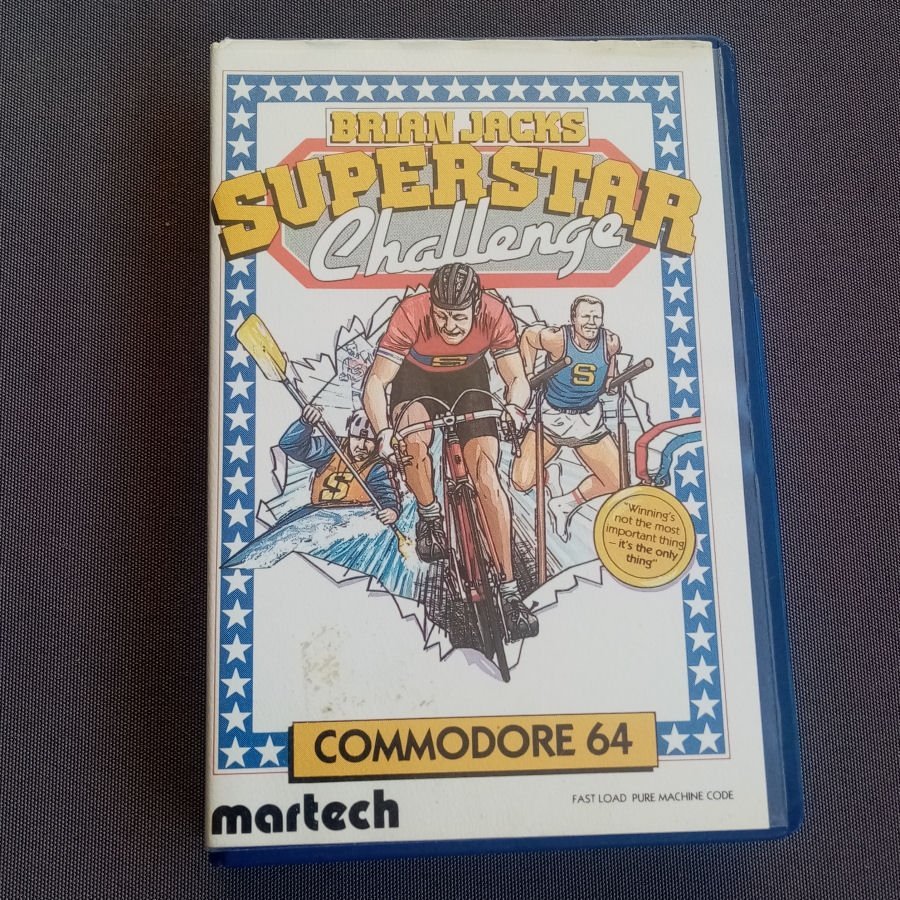 BRIAN JACKS
SUPERSTAR
Challenge
S
S
S
"Winning's
not the most
important thing
– it's the only
thing"
COMMODORE 64
martech
FAST LOAD PURE MACHINE CODE